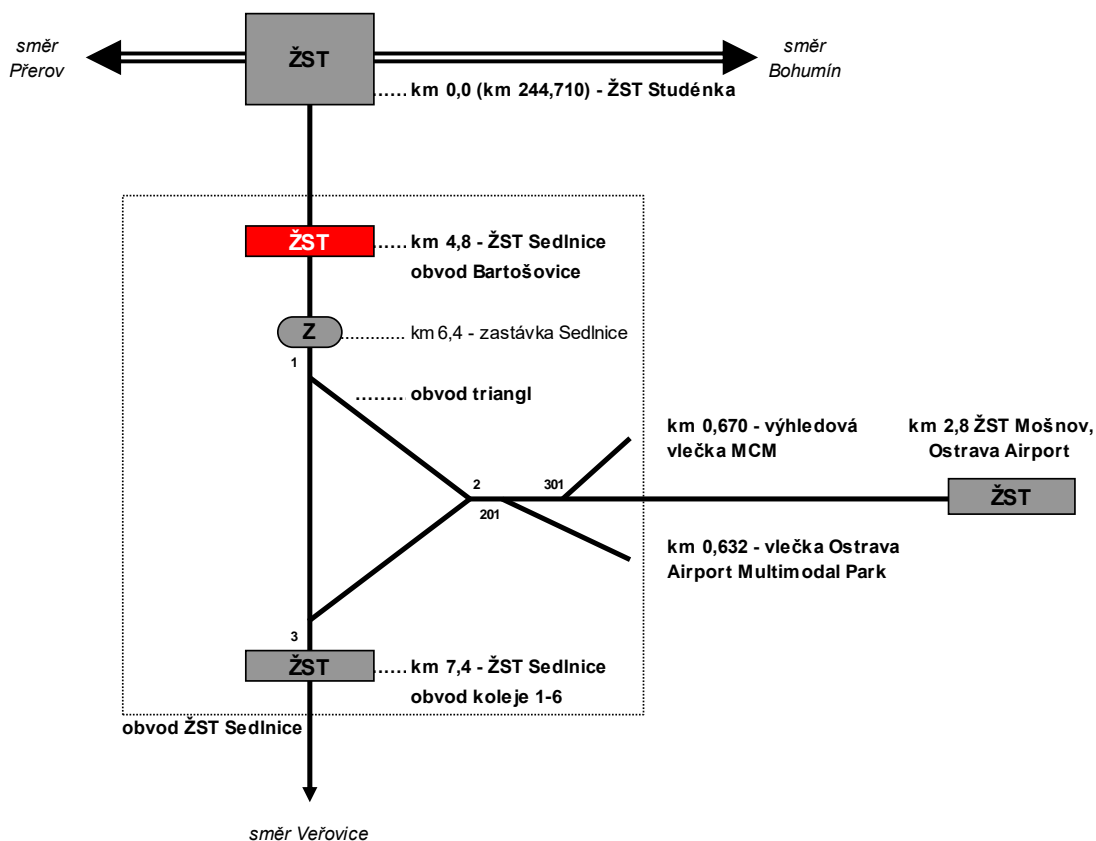 směr
Přerov
ŽST
směr
Bohumín
km 0,0 (km 244,710) - ŽST Studénka
ŽST
km 4,8 - ŽST Sedlnice
obvod Bartošovice
Z
km 6,4 - zastávka Sedlnice
1
obvod triangl
km 0,670 - výhledová
vlečka MCM
km 2,8 ŽST Mošnov,
Ostrava Airport
2
301
ŽST
201
km 0,632 - vlečka Ostrava
Airport Multimodal Park
3
ŽST
km 7,4 - ŽST Sedlnice
obvod koleje 1-6
obvod ŽST Sedlnice
směr Veřovice